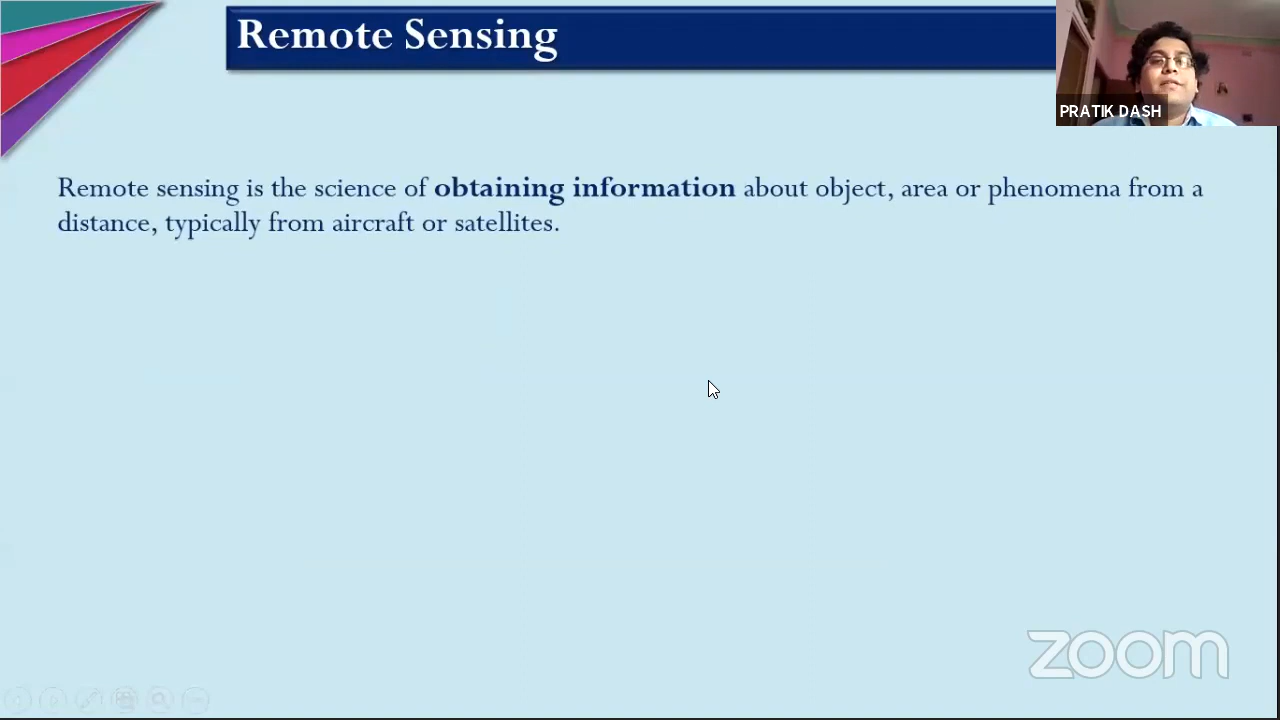 Remote Sensing
PRATIK DASH
Remote sensing is the science of obtaining information about object, area or phenomena from a
distance, typically from aircraft or satellites.
zoom